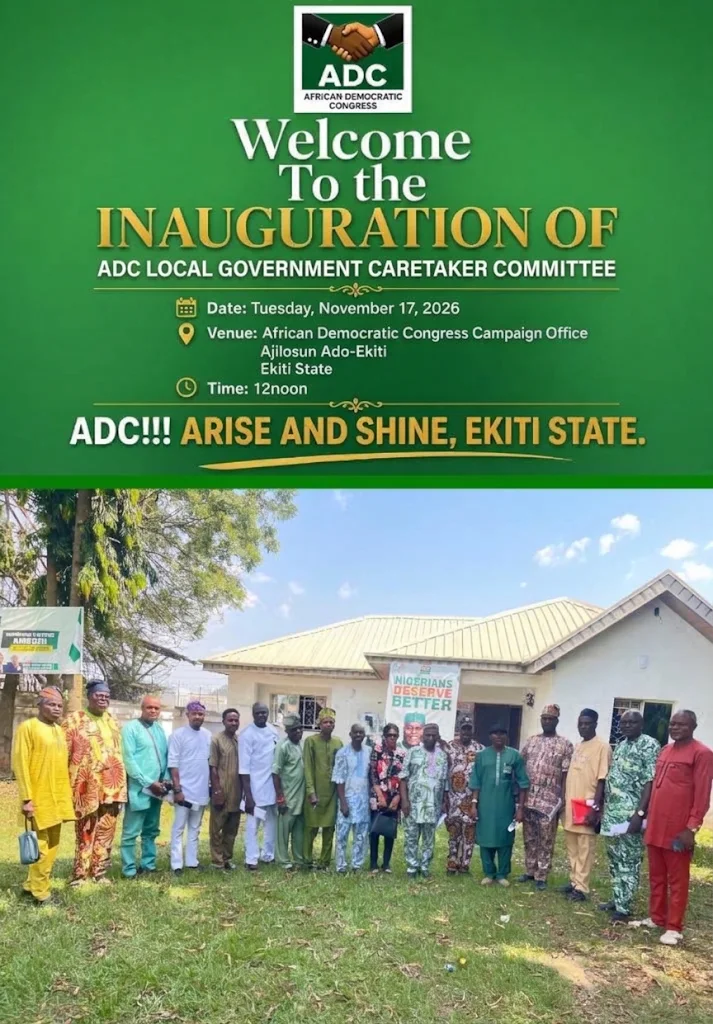 ADC
AFRICAN DEMOCRATIC
CONGRESS
Welcome
To the
INAUGURATION OF
ADC LOCAL GOVERNMENT CARETAKER COMMITTEE
Date: Tuesday, November 17, 2026
Venue: African Democratic Congress Campaign Office
Ajilosun Ado-Ekiti
Ekiti State
Time: 12noon
ADC!!! ARISE AND SHINE, EKITI STATE.
NIGERIANS
DESERVE
BETTER